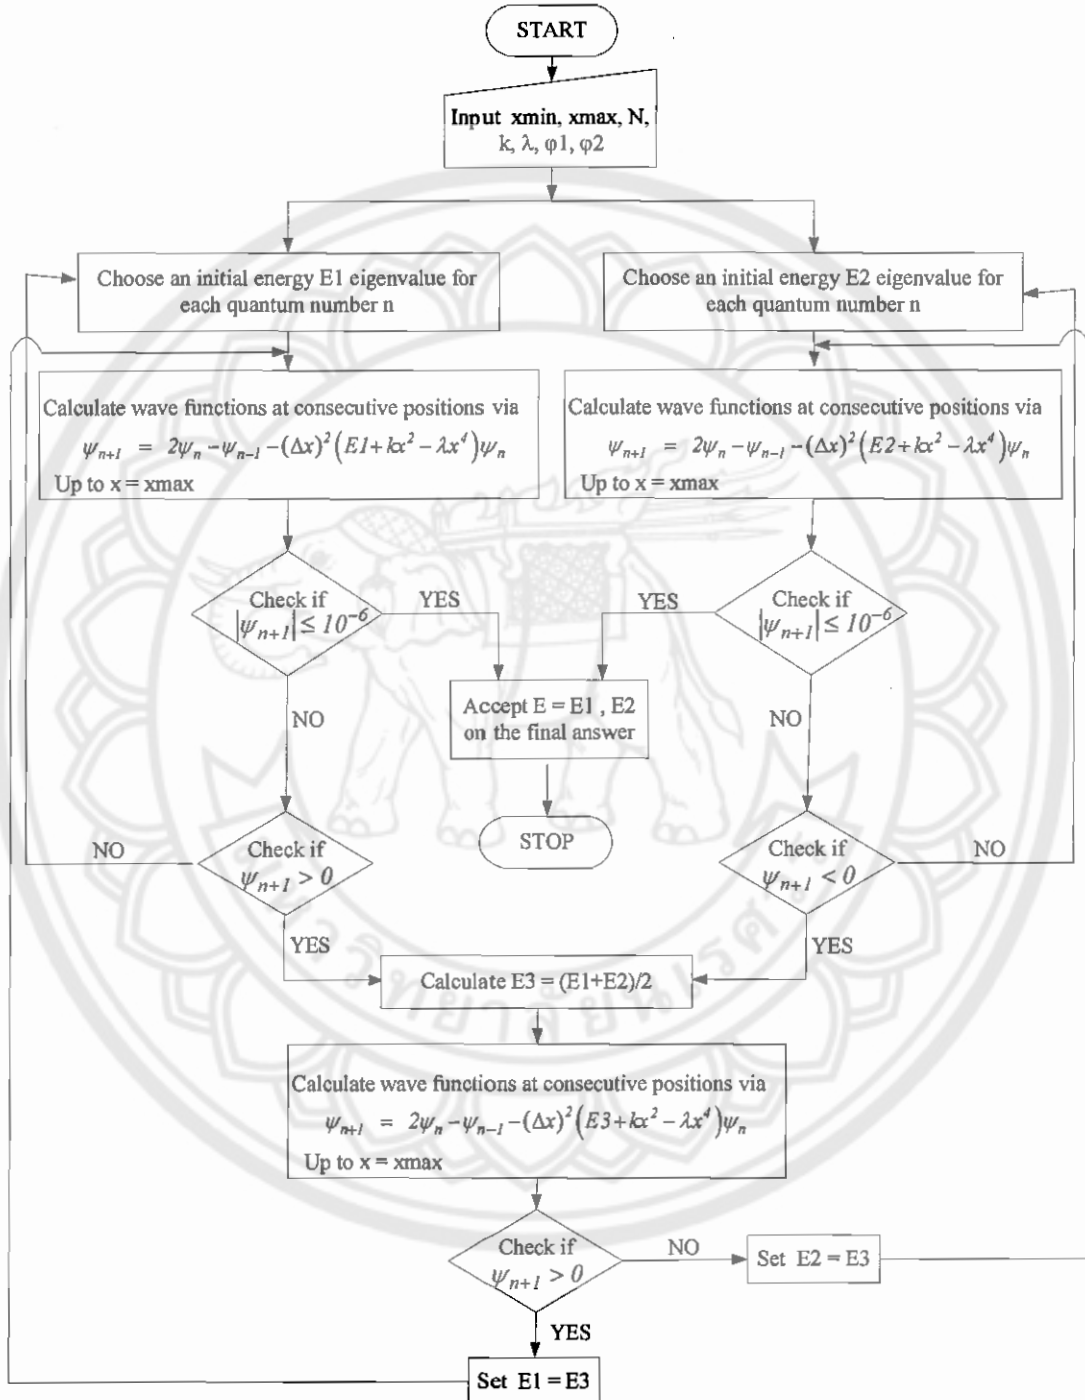 START
Input xmin, xmax, N,
k, λ, φ1, φ2
Choose an initial energy E1 eigenvalue for
each quantum number n
Choose an initial energy E2 eigenvalue for
each quantum number n
Calculate wave functions at consecutive positions via
ψₙ₊₁ = 2ψₙ −ψₙ₋₁ −(Δx)²(E1+kx² −λx⁴)ψₙ
Up to x = xmax
Calculate wave functions at consecutive positions via
ψₙ₊₁ = 2ψₙ −ψₙ₋₁ −(Δx)²(E2+kx² −λx⁴)ψₙ
Up to x = xmax
Check if
|ψₙ₊₁| ≤ 10⁻⁶
YES
YES
Check if
|ψₙ₊₁| ≤ 10⁻⁶
NO
Accept E = E1 , E2
on the final answer
NO
STOP
NO
Check if
ψₙ₊₁ > 0
Check if
ψₙ₊₁ < 0
NO
YES
YES
Calculate E3 = (E1+E2)/2
Calculate wave functions at consecutive positions via
ψₙ₊₁ = 2ψₙ −ψₙ₋₁ −(Δx)²(E3+kx² −λx⁴)ψₙ
Up to x = xmax
Check if
ψₙ₊₁ > 0
NO
Set E2 = E3
YES
Set E1 = E3